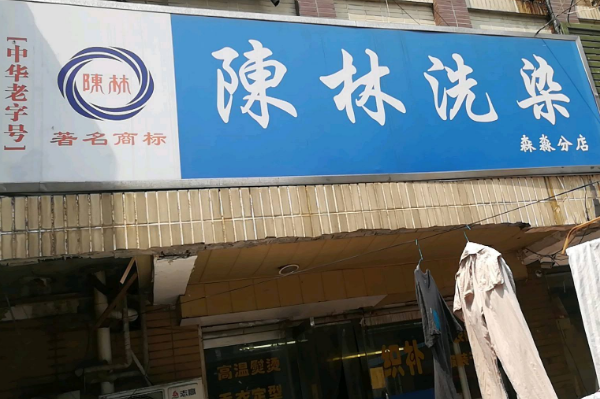 [中华老字号]
陳林
著名商标
陳林洗染
森淼分店
高温熨烫